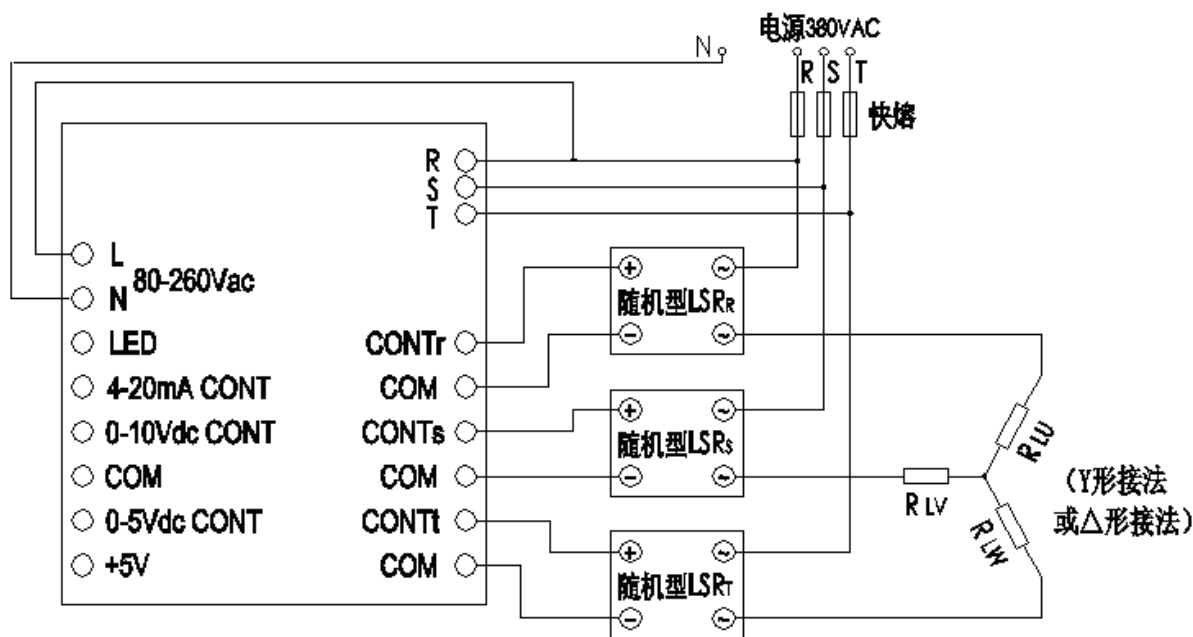 电源380VAC
N
R S T
快熔
R
S
T
L
80-260Vac
N
LED
4-20mA CONT
0-10Vdc CONT
COM
0-5Vdc CONT
+5V
CONTr
COM
CONTs
COM
CONTt
COM
+ ~
随机型LSRR
- ~
+ ~
随机型LSRS
- ~
+ ~
随机型LSRT
- ~
RLU
RLV
RLW
(Y形接法
或△形接法)